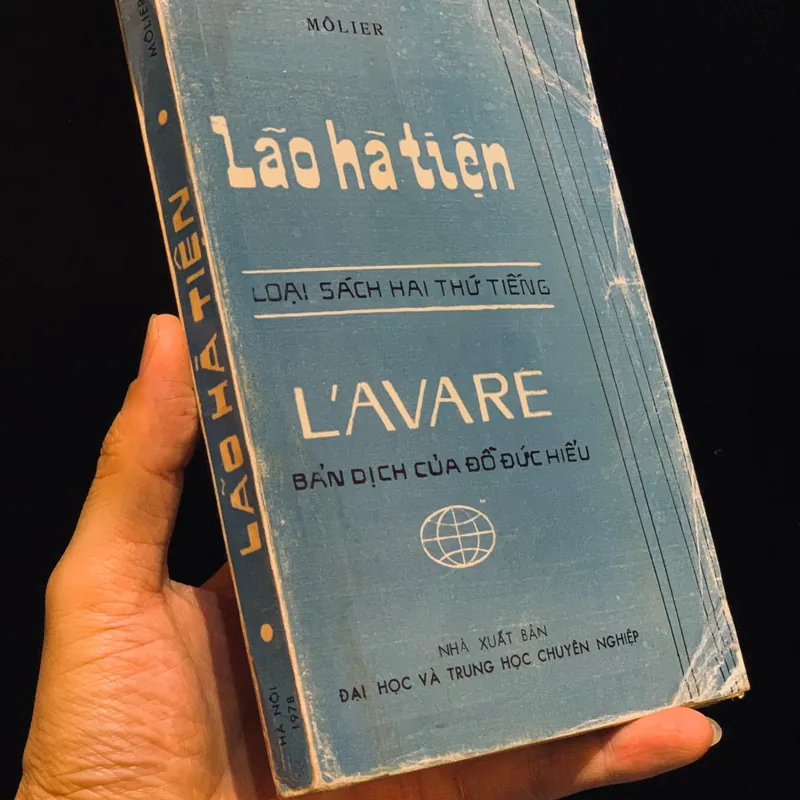 MÔLIER
Lão hà tiện
LOẠI SÁCH HAI THỨ TIẾNG
L'AVARE
BẢN DỊCH CỦA ĐỖ ĐỨC HIỂU
NHÀ XUẤT BẢN
ĐẠI HỌC VÀ TRUNG HỌC CHUYÊN NGHIỆP
MÔLIER
LÃO HÀ TIỆN
HÀ NỘI
1978